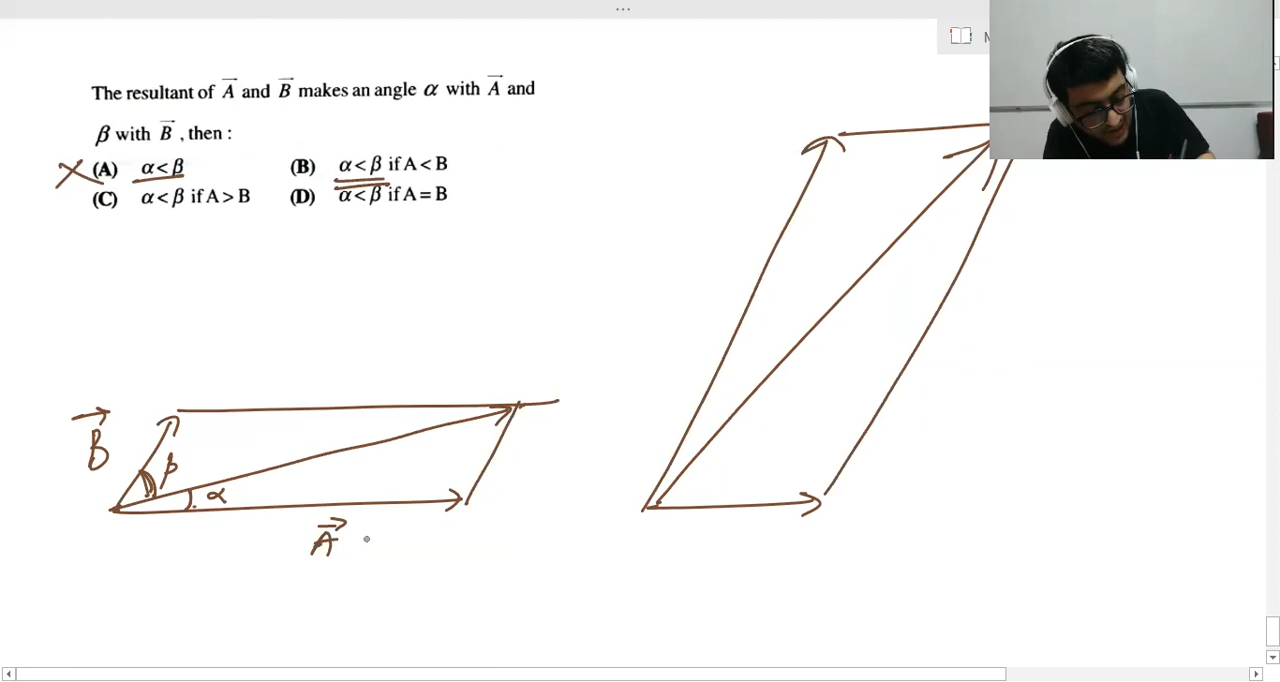 The resultant of A and B makes an angle α with A and
β with B , then :
(A) α < β (B) α < β if A < B
(C) α < β if A > B (D) α < β if A = B
B
β
α
A